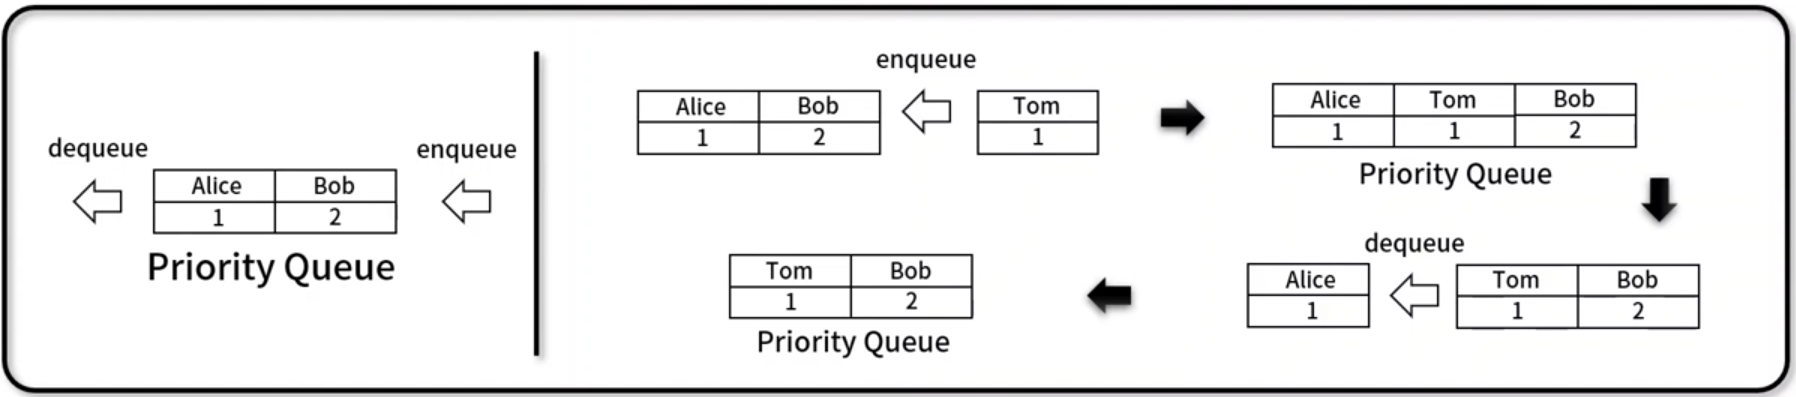 dequeue
enqueue
Alice Bob
1 2
Priority Queue
enqueue
Alice Bob
1 2
Tom
1
Alice Tom Bob
1 1 2
Priority Queue
dequeue
Alice
1
Tom Bob
1 2
Tom Bob
1 2
Priority Queue